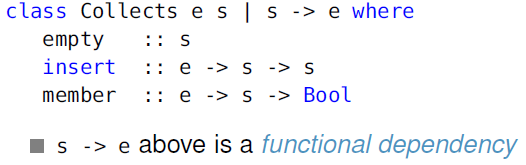 class Collects e s | s -> e where
   empty   :: s
   insert  :: e -> s -> s
   member  :: e -> s -> Bool
■ s -> e above is a functional dependency